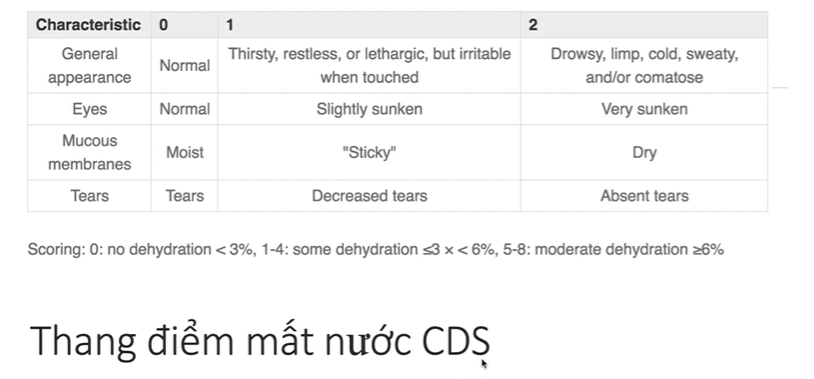 Characteristic 0 1 2
General appearance Normal Thirsty, restless, or lethargic, but irritable when touched Drowsy, limp, cold, sweaty, and/or comatose
Eyes Normal Slightly sunken Very sunken
Mucous membranes Moist "Sticky" Dry
Tears Tears Decreased tears Absent tears
Scoring: 0: no dehydration < 3%, 1-4: some dehydration ≤3 × < 6%, 5-8: moderate dehydration ≥6%
Thang điểm mất nước CDS